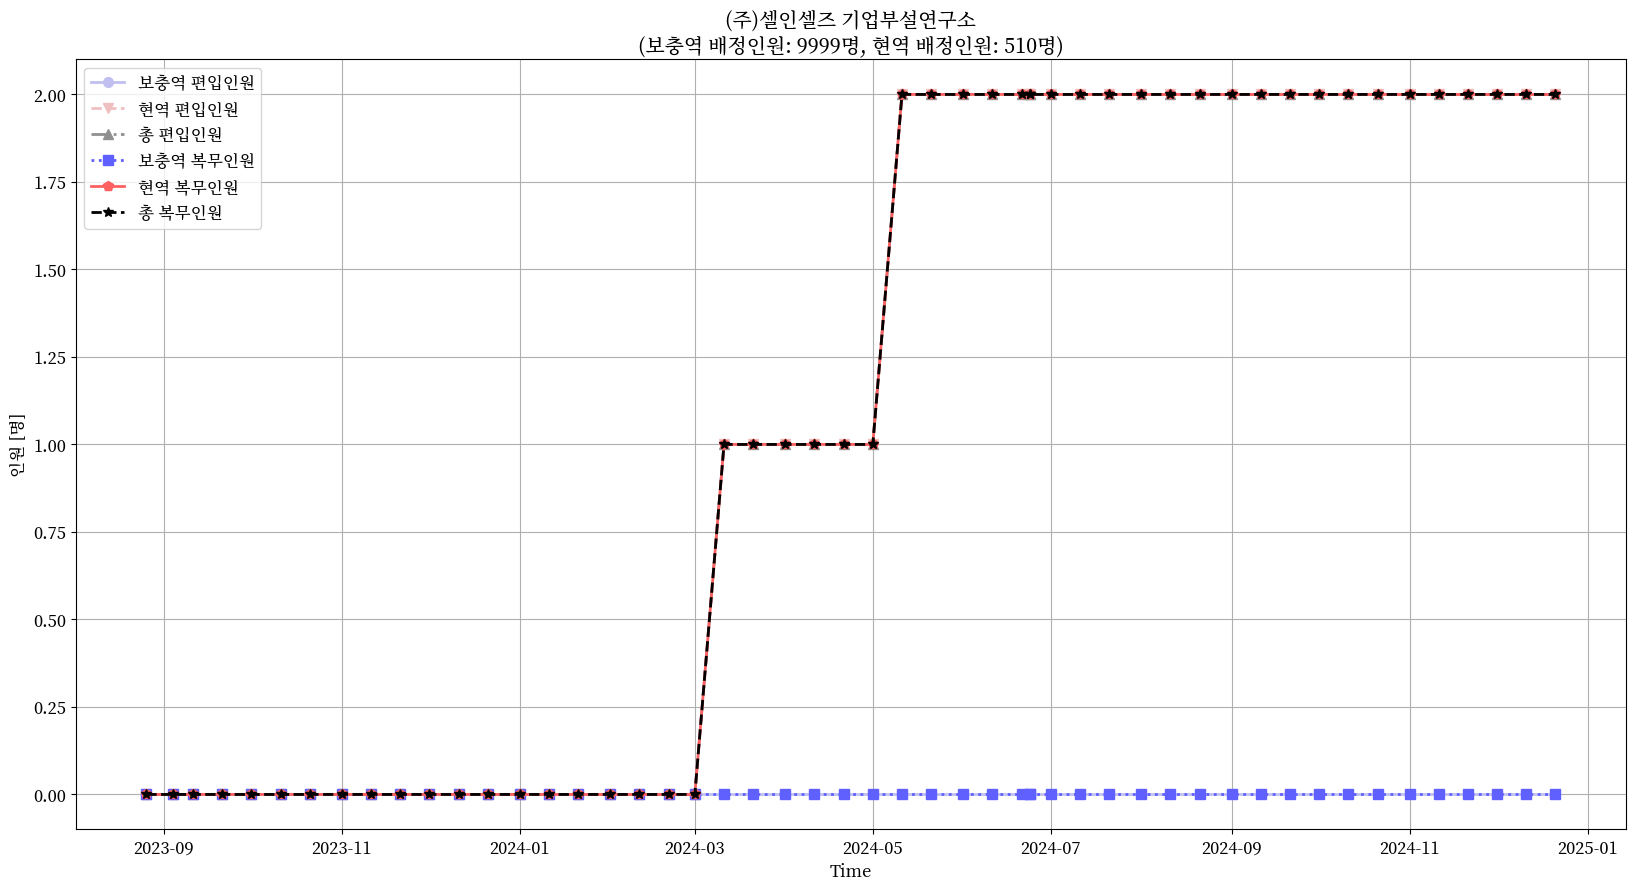 (주)셀인셀즈 기업부설연구소
(보충역 배정인원: 9999명, 현역 배정인원: 510명)
보충역 편입인원
현역 편입인원
총 편입인원
보충역 복무인원
현역 복무인원
총 복무인원
2.00
1.75
1.50
1.25
1.00
0.75
0.50
0.25
0.00
인원 [명]
2023-09 2023-11 2024-01 2024-03 2024-05 2024-07 2024-09 2024-11 2025-01
Time